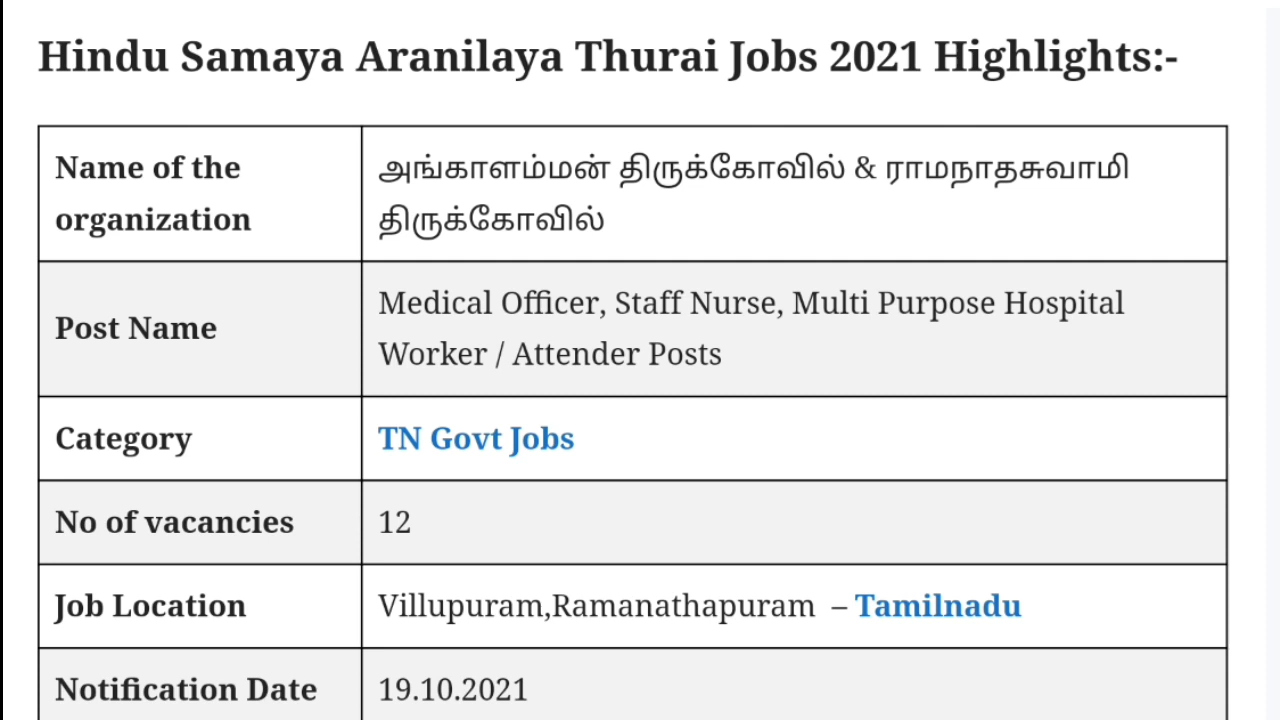 Hindu Samaya Aranilaya Thurai Jobs 2021 Highlights:-
Name of the
organization
அங்காளம்மன் திருக்கோவில் & ராமநாதசுவாமி
திருக்கோவில்
Post Name
Medical Officer, Staff Nurse, Multi Purpose Hospital
Worker / Attender Posts
Category
TN Govt Jobs
No of vacancies
12
Job Location
Villupuram,Ramanathapuram – Tamilnadu
Notification Date
19.10.2021